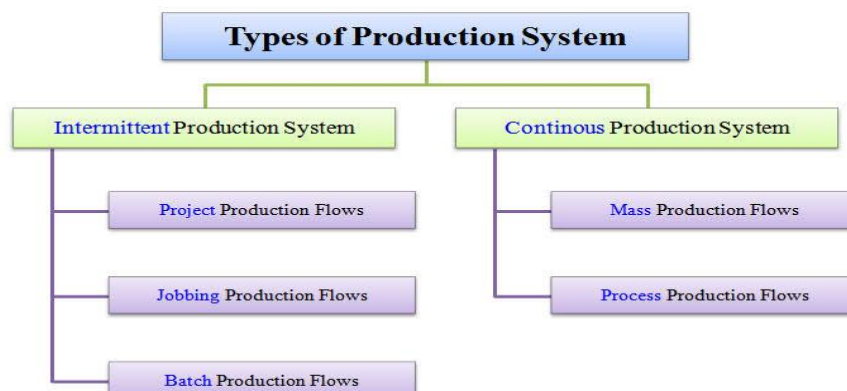 Types of Production System
Intermittent Production System
Continous Production System
Project Production Flows
Mass Production Flows
Jobbing Production Flows
Process Production Flows
Batch Production Flows